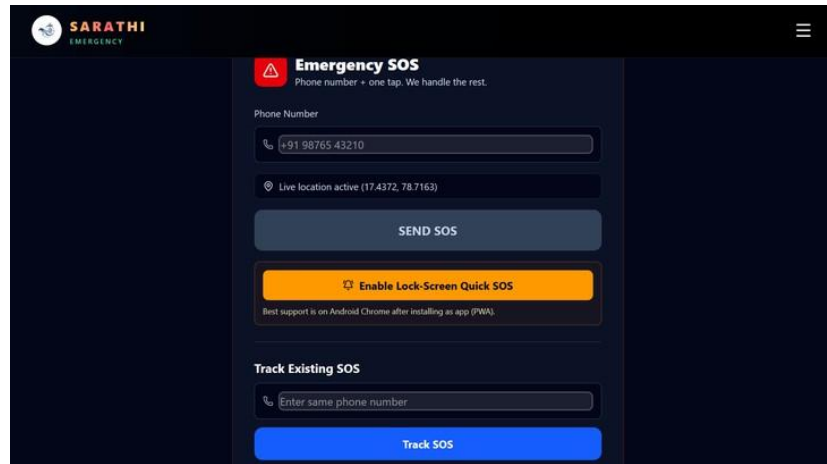 SARATHI
EMERGENCY
Emergency SOS
Phone number + one tap. We handle the rest.
Phone Number
+91 98765 43210
Live location active (17.4372, 78.7163)
SEND SOS
Enable Lock-Screen Quick SOS
Best support is on Android Chrome after installing as app (PWA).
Track Existing SOS
Enter same phone number
Track SOS